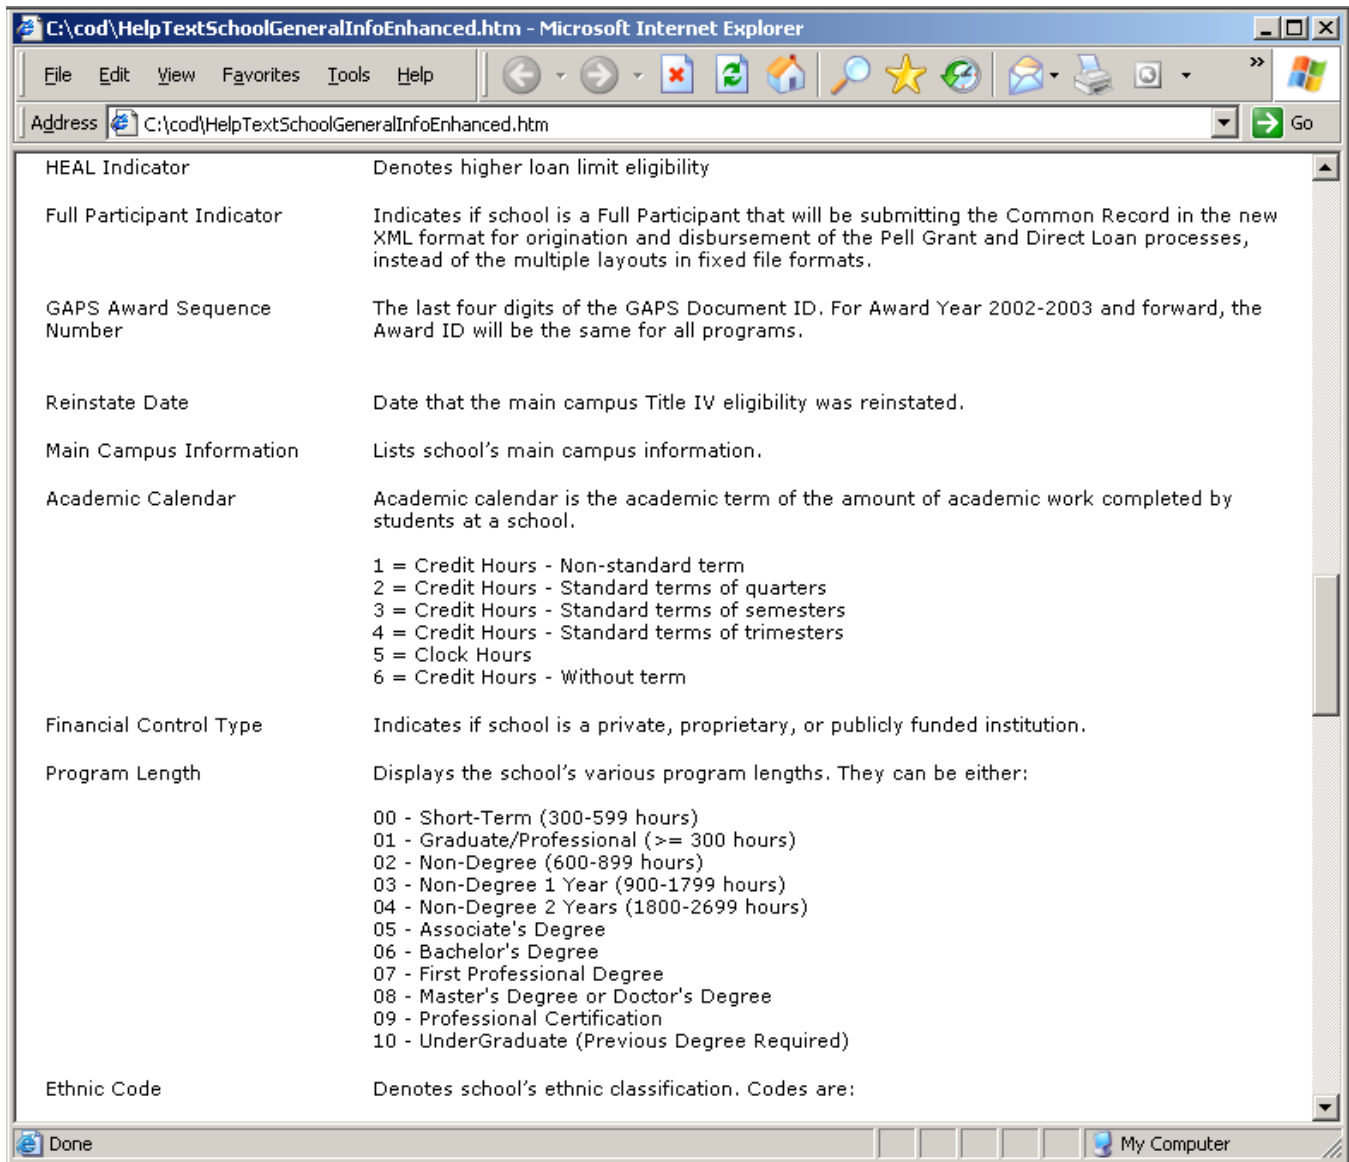 C:\cod\HelpTextSchoolGeneralInfoEnhanced.htm - Microsoft Internet Explorer
File Edit View Favorites Tools Help
Address C:\cod\HelpTextSchoolGeneralInfoEnhanced.htm Go
HEAL Indicator Denotes higher loan limit eligibility
Full Participant Indicator Indicates if school is a Full Participant that will be submitting the Common Record in the new
XML format for origination and disbursement of the Pell Grant and Direct Loan processes,
instead of the multiple layouts in fixed file formats.
GAPS Award Sequence The last four digits of the GAPS Document ID. For Award Year 2002-2003 and forward, the
Number Award ID will be the same for all programs.
Reinstate Date Date that the main campus Title IV eligibility was reinstated.
Main Campus Information Lists school's main campus information.
Academic Calendar Academic calendar is the academic term of the amount of academic work completed by
students at a school.
1 = Credit Hours - Non-standard term
2 = Credit Hours - Standard terms of quarters
3 = Credit Hours - Standard terms of semesters
4 = Credit Hours - Standard terms of trimesters
5 = Clock Hours
6 = Credit Hours - Without term
Financial Control Type Indicates if school is a private, proprietary, or publicly funded institution.
Program Length Displays the school's various program lengths. They can be either:
00 - Short-Term (300-599 hours)
01 - Graduate/Professional (>= 300 hours)
02 - Non-Degree (600-899 hours)
03 - Non-Degree 1 Year (900-1799 hours)
04 - Non-Degree 2 Years (1800-2699 hours)
05 - Associate's Degree
06 - Bachelor's Degree
07 - First Professional Degree
08 - Master's Degree or Doctor's Degree
09 - Professional Certification
10 - UnderGraduate (Previous Degree Required)
Ethnic Code Denotes school's ethnic classification. Codes are:
Done My Computer